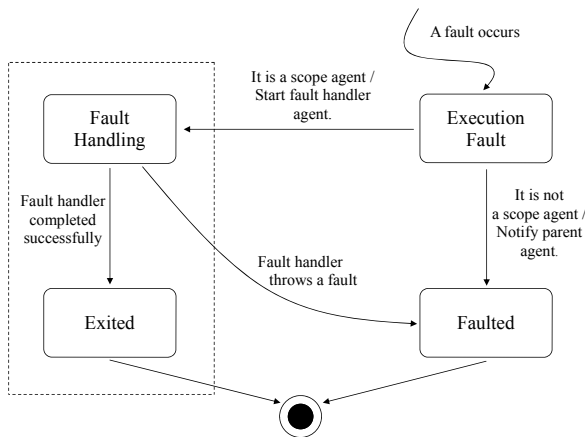 A fault occurs
It is a scope agent /
Start fault handler
agent.
Fault
Handling
Execution
Fault
Fault handler
completed
successfully
It is not
a scope agent /
Notify parent
agent.
Fault handler
throws a fault
Exited
Faulted